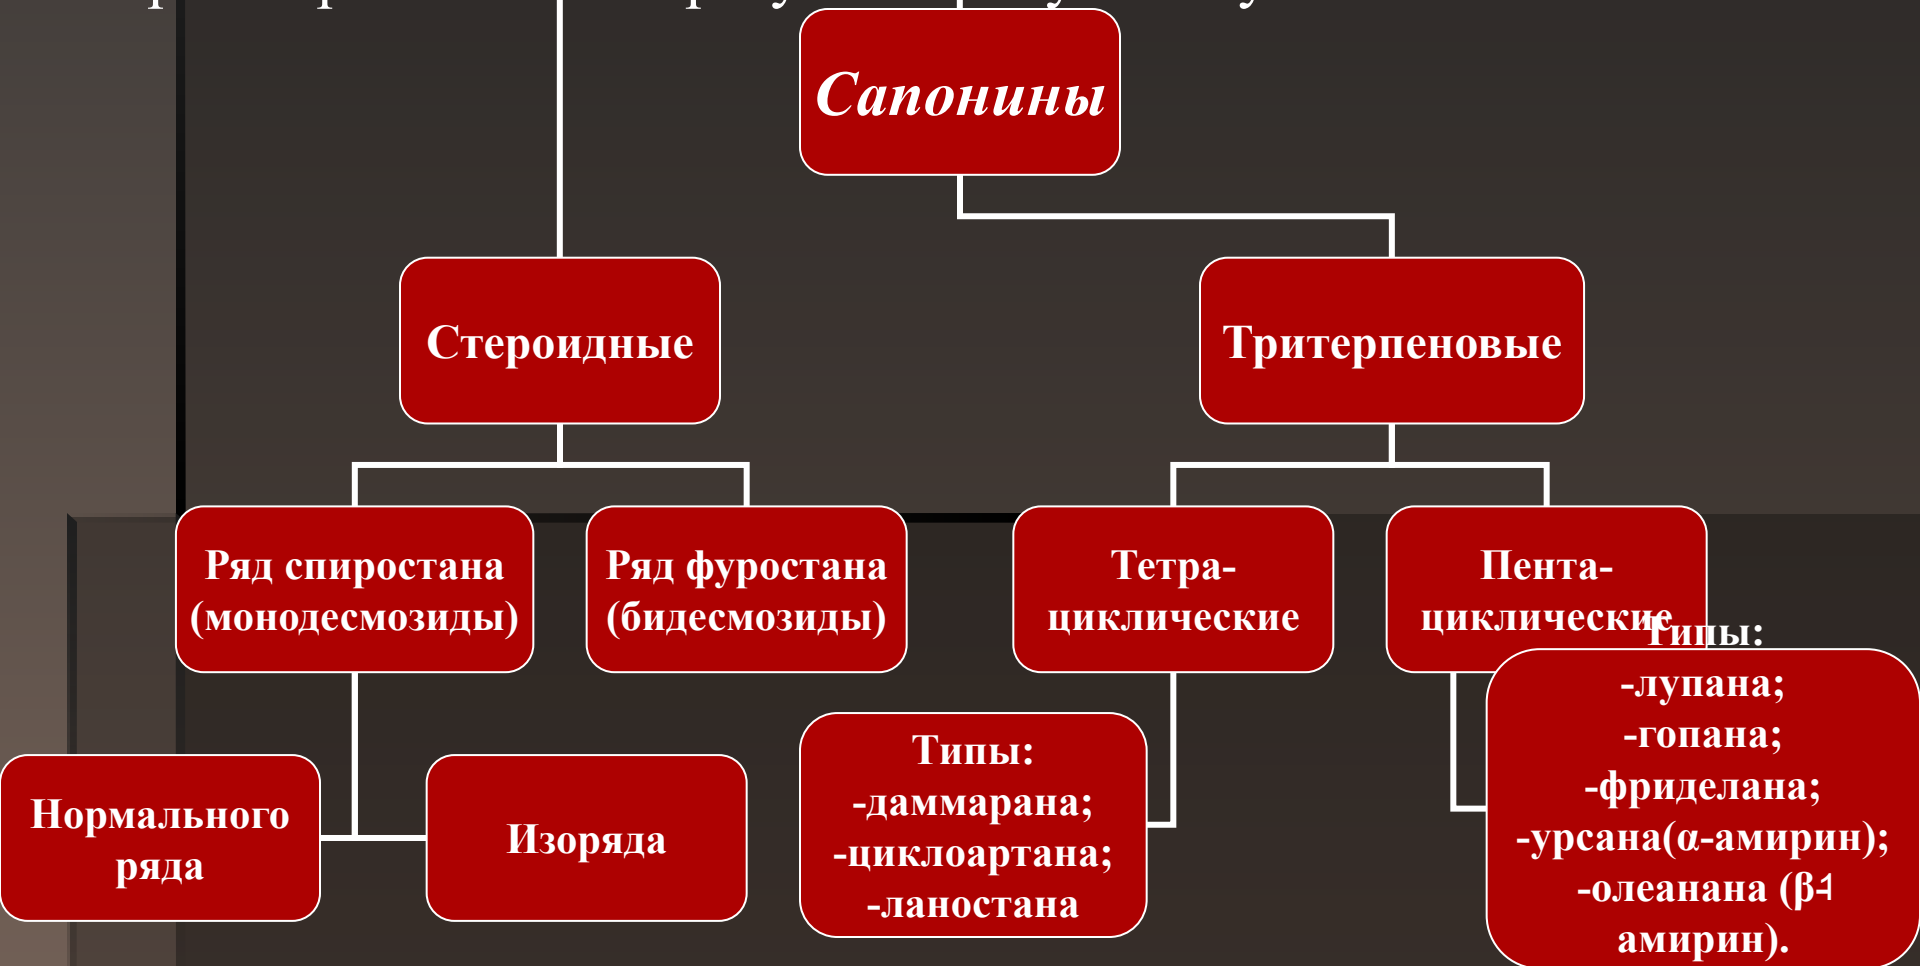 Сапонины
Стероидные
Тритерпеновые
Ряд спиростана
(монодесмозиды)
Ряд фуростана
(бидесмозиды)
Тетра-
циклические
Пента-
циклические
Нормального
ряда
Изоряда
Типы:
-даммарана;
-циклоартана;
-ланостана
Типы:
-лупана;
-гопана;
-фриделана;
-урсана(α-амирин);
-олеанана (β-
амирин).